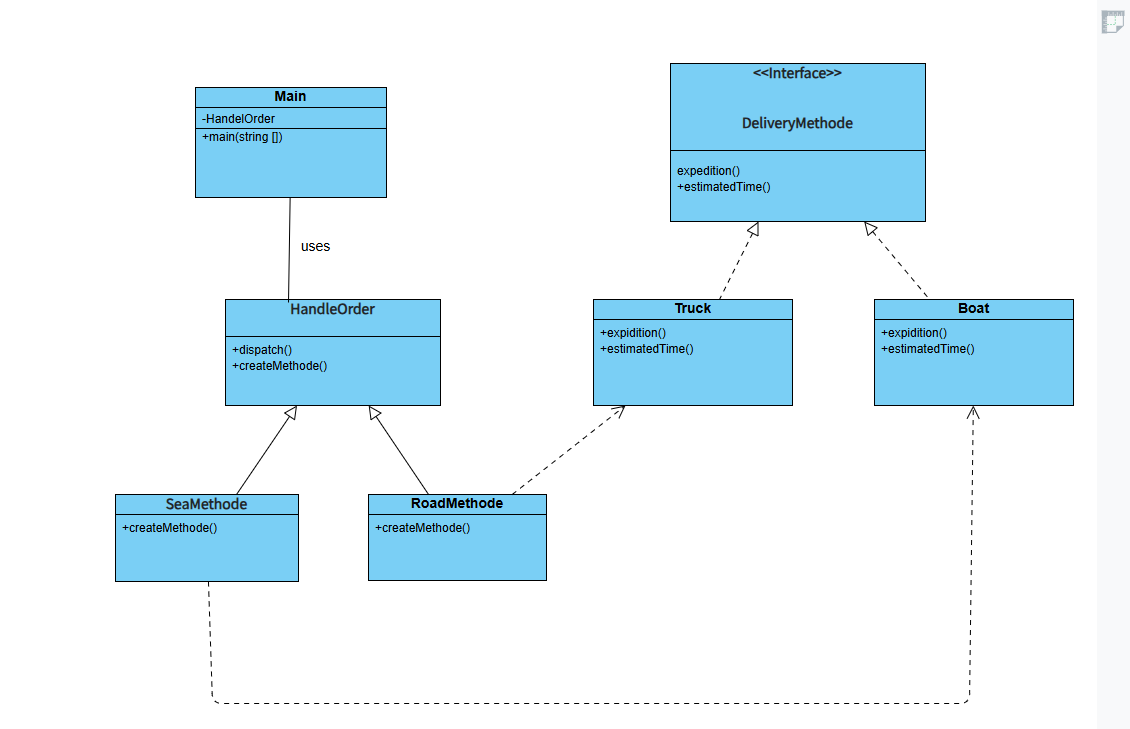 Main
-HandelOrder
+main(string [])
<<Interface>>
DeliveryMethode
expedition()
+estimatedTime()
uses
HandleOrder
+dispatch()
+createMethode()
Truck
+expidition()
+estimatedTime()
Boat
+expidition()
+estimatedTime()
SeaMethode
+createMethode()
RoadMethode
+createMethode()